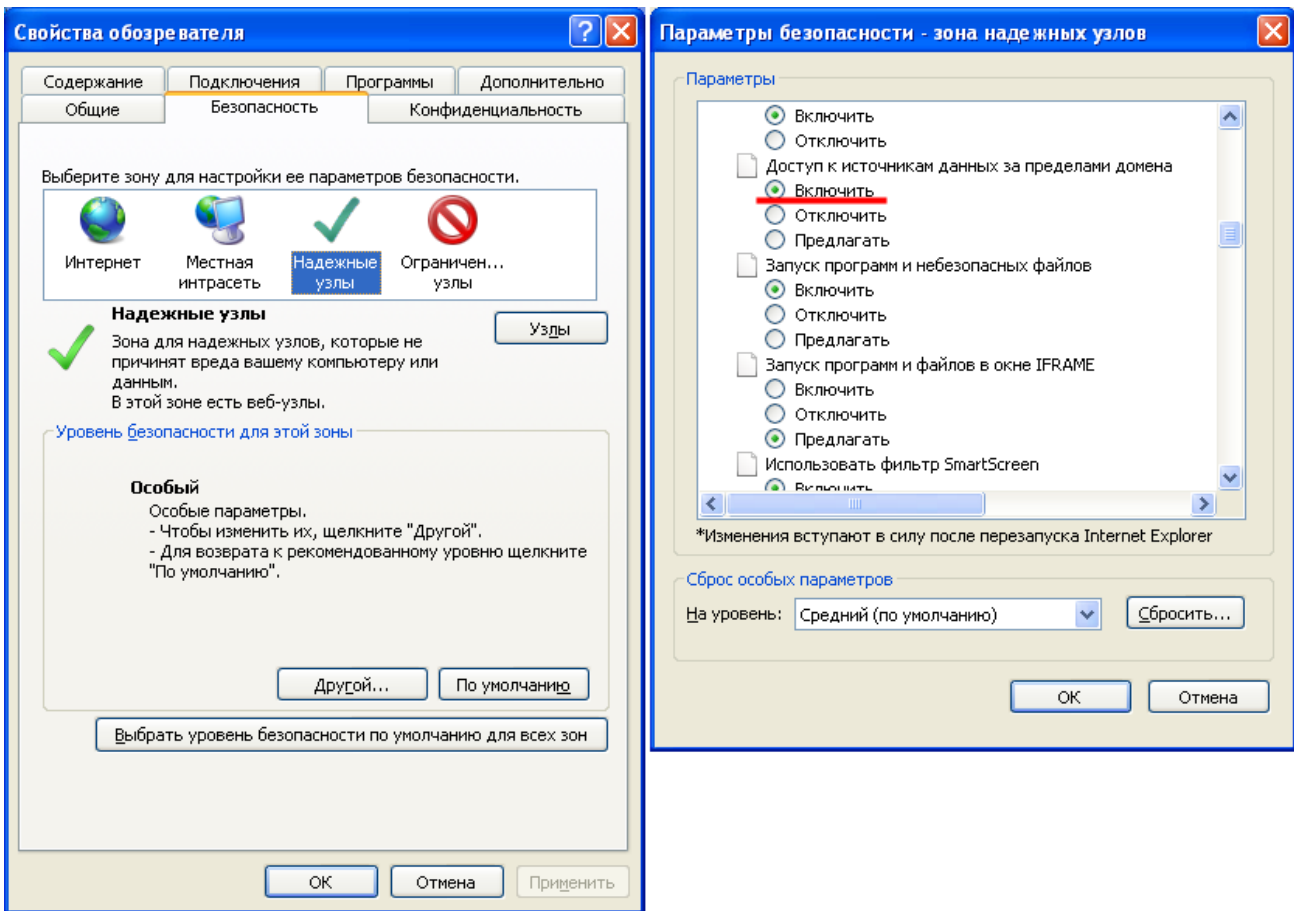 Свойства обозревателя
Содержание Подключения Программы Дополнительно
Общие Безопасность Конфиденциальность
Выберите зону для настройки ее параметров безопасности.
Интернет Местная интрасеть Надежные узлы Ограничен... узлы
Надежные узлы
Узлы
Зона для надежных узлов, которые не
причинят вреда вашему компьютеру или
данным.
В этой зоне есть веб-узлы.
Уровень безопасности для этой зоны
Особый
Особые параметры.
- Чтобы изменить их, щелкните "Другой".
- Для возврата к рекомендованному уровню щелкните
"По умолчанию".
Другой... По умолчанию
Выбрать уровень безопасности по умолчанию для всех зон
ОК Отмена Применить
Параметры безопасности - зона надежных узлов
Параметры
Включить
Отключить
Доступ к источникам данных за пределами домена
Включить
Отключить
Предлагать
Запуск программ и небезопасных файлов
Включить
Отключить
Предлагать
Запуск программ и файлов в окне IFRAME
Включить
Отключить
Предлагать
Использовать фильтр SmartScreen
Включить
*Изменения вступают в силу после перезапуска Internet Explorer
Сброс особых параметров
На уровень: Средний (по умолчанию) Сбросить...
ОК Отмена